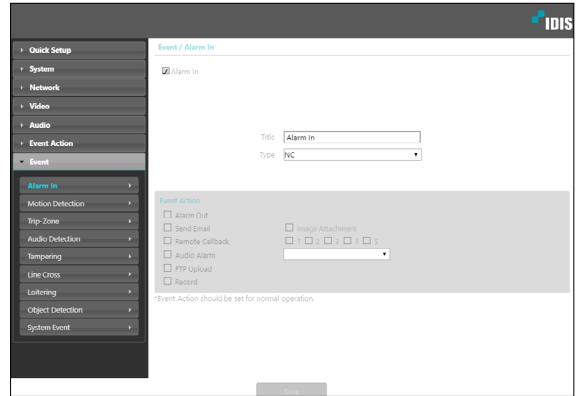 IDIS
Quick Setup
System
Network
Video
Audio
Event Action
Event
Alarm In
Motion Detection
Trip-Zone
Audio Detection
Tampering
Line Cross
Loitering
Object Detection
System Event
Event / Alarm In
Alarm In
Title Alarm In
Type NC
Event Action
Alarm Out
Send Email Image Attachment
Remote Callback 1 2 3 4 5
Audio Alarm
FTP Upload
Record
*Event Action should be set for normal operation.
Save